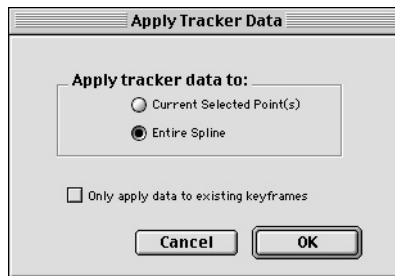 Apply Tracker Data
Apply tracker data to:
Current Selected Point(s)
Entire Spline
Only apply data to existing keyframes
Cancel OK